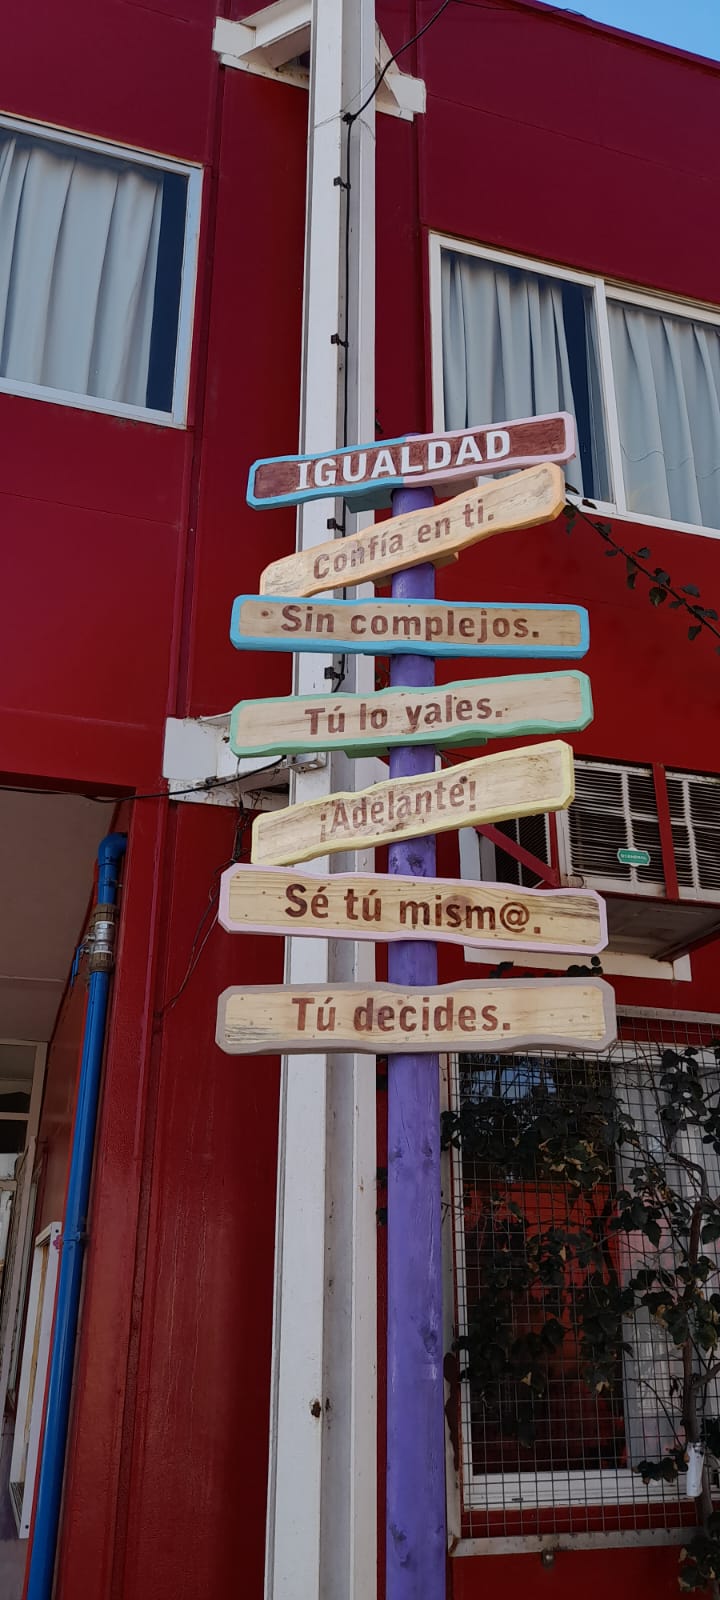 IGUALDAD
Confía en ti.
Sin complejos.
Tú lo vales.
¡Adelante!
Sé tú mism@.
Tú decides.